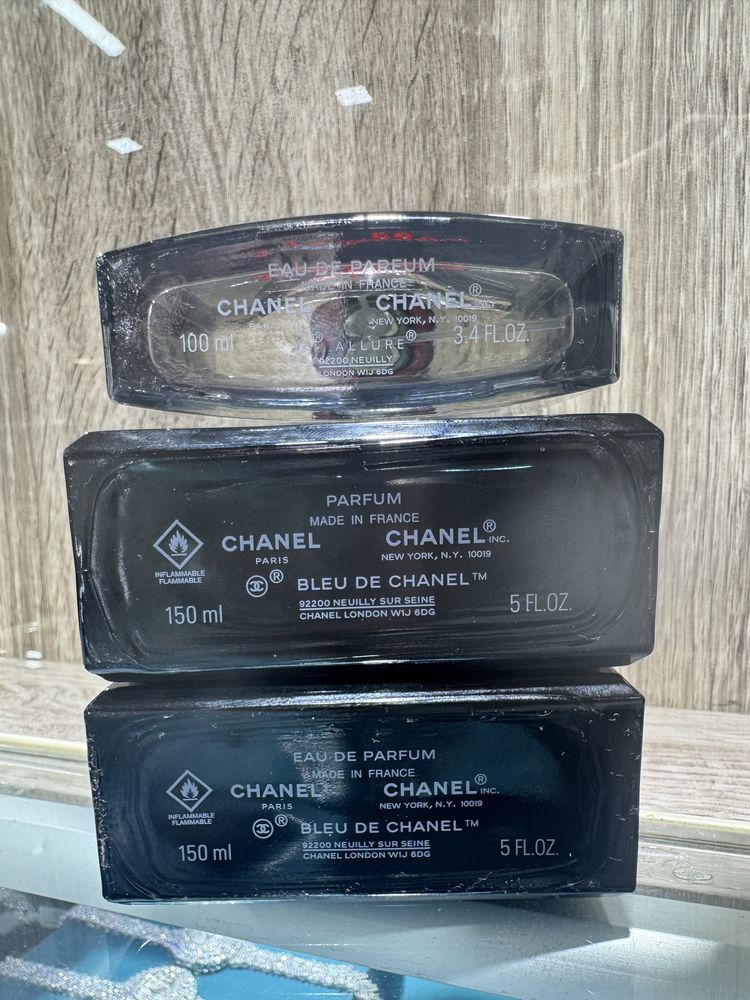 EAU DE PARFUM
MADE IN FRANCE
CHANEL CHANEL® INC.
PARIS NEW YORK, N.Y. 10019
100 ml ® ALLURE® 3.4 FL.OZ.
92200 NEUILLY
LONDON W1J 6DG
PARFUM
MADE IN FRANCE
CHANEL CHANEL® INC.
PARIS NEW YORK, N.Y. 10019
INFLAMMABLE
FLAMMABLE
® BLEU DE CHANEL™
92200 NEUILLY SUR SEINE
CHANEL LONDON W1J 6DG
150 ml 5 FL.OZ.
EAU DE PARFUM
MADE IN FRANCE
CHANEL CHANEL® INC.
PARIS NEW YORK, N.Y. 10019
INFLAMMABLE
FLAMMABLE
® BLEU DE CHANEL™
92200 NEUILLY SUR SEINE
CHANEL LONDON W1J 6DG
150 ml 5 FL.OZ.